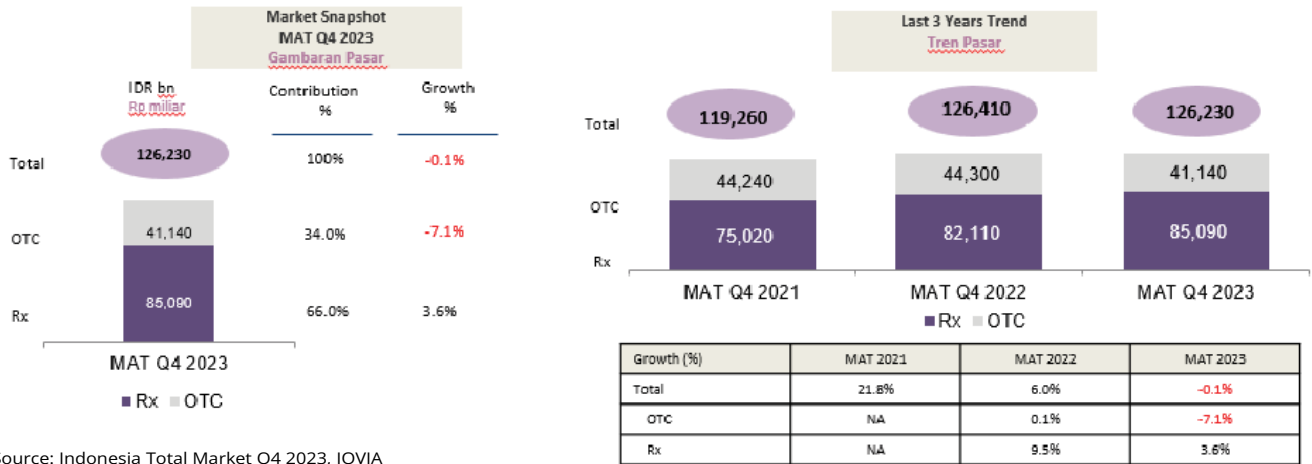 Market Snapshot
MAT Q4 2023
Gambaran Pasar
IDR bn
Rp miliar
Contribution
%
Growth
%
Total
126,230
100%
-0.1%
OTC
41,140
34.0%
-7.1%
Rx
85,090
66.0%
3.6%
MAT Q4 2023
Rx OTC
Source: Indonesia Total Market Q4 2023, IQVIA
Last 3 Years Trend
Tren Pasar
Total
119,260
126,410
126,230
OTC
44,240
44,300
41,140
Rx
75,020
82,110
85,090
MAT Q4 2021
MAT Q4 2022
MAT Q4 2023
Rx OTC
Growth (%) MAT 2021 MAT 2022 MAT 2023
Total 21.8% 6.0% -0.1%
OTC NA 0.1% -7.1%
Rx NA 9.5% 3.6%